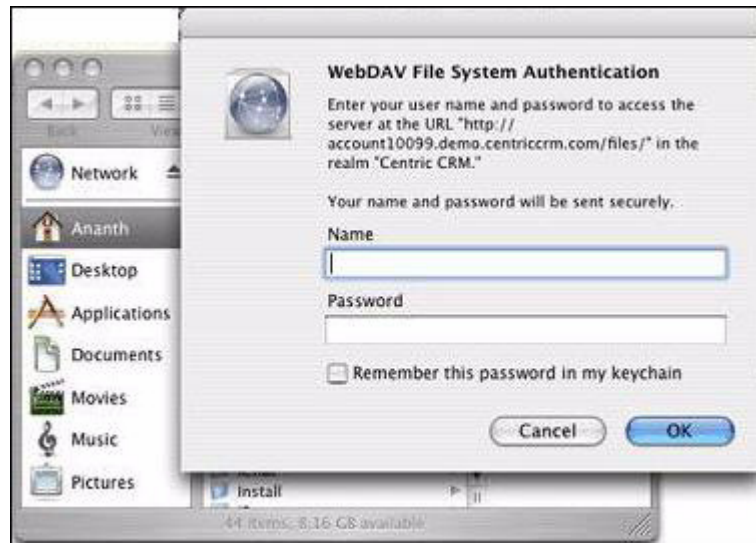 Back
View
Network
Ananth
Desktop
Applications
Documents
Movies
Music
Pictures
Install
44 items, 8.16 GB available
WebDAV File System Authentication
Enter your user name and password to access the
server at the URL "http://
account10099.demo.centriccrm.com/files/" in the
realm "Centric CRM."
Your name and password will be sent securely.
Name
Password
Remember this password in my keychain
Cancel
OK